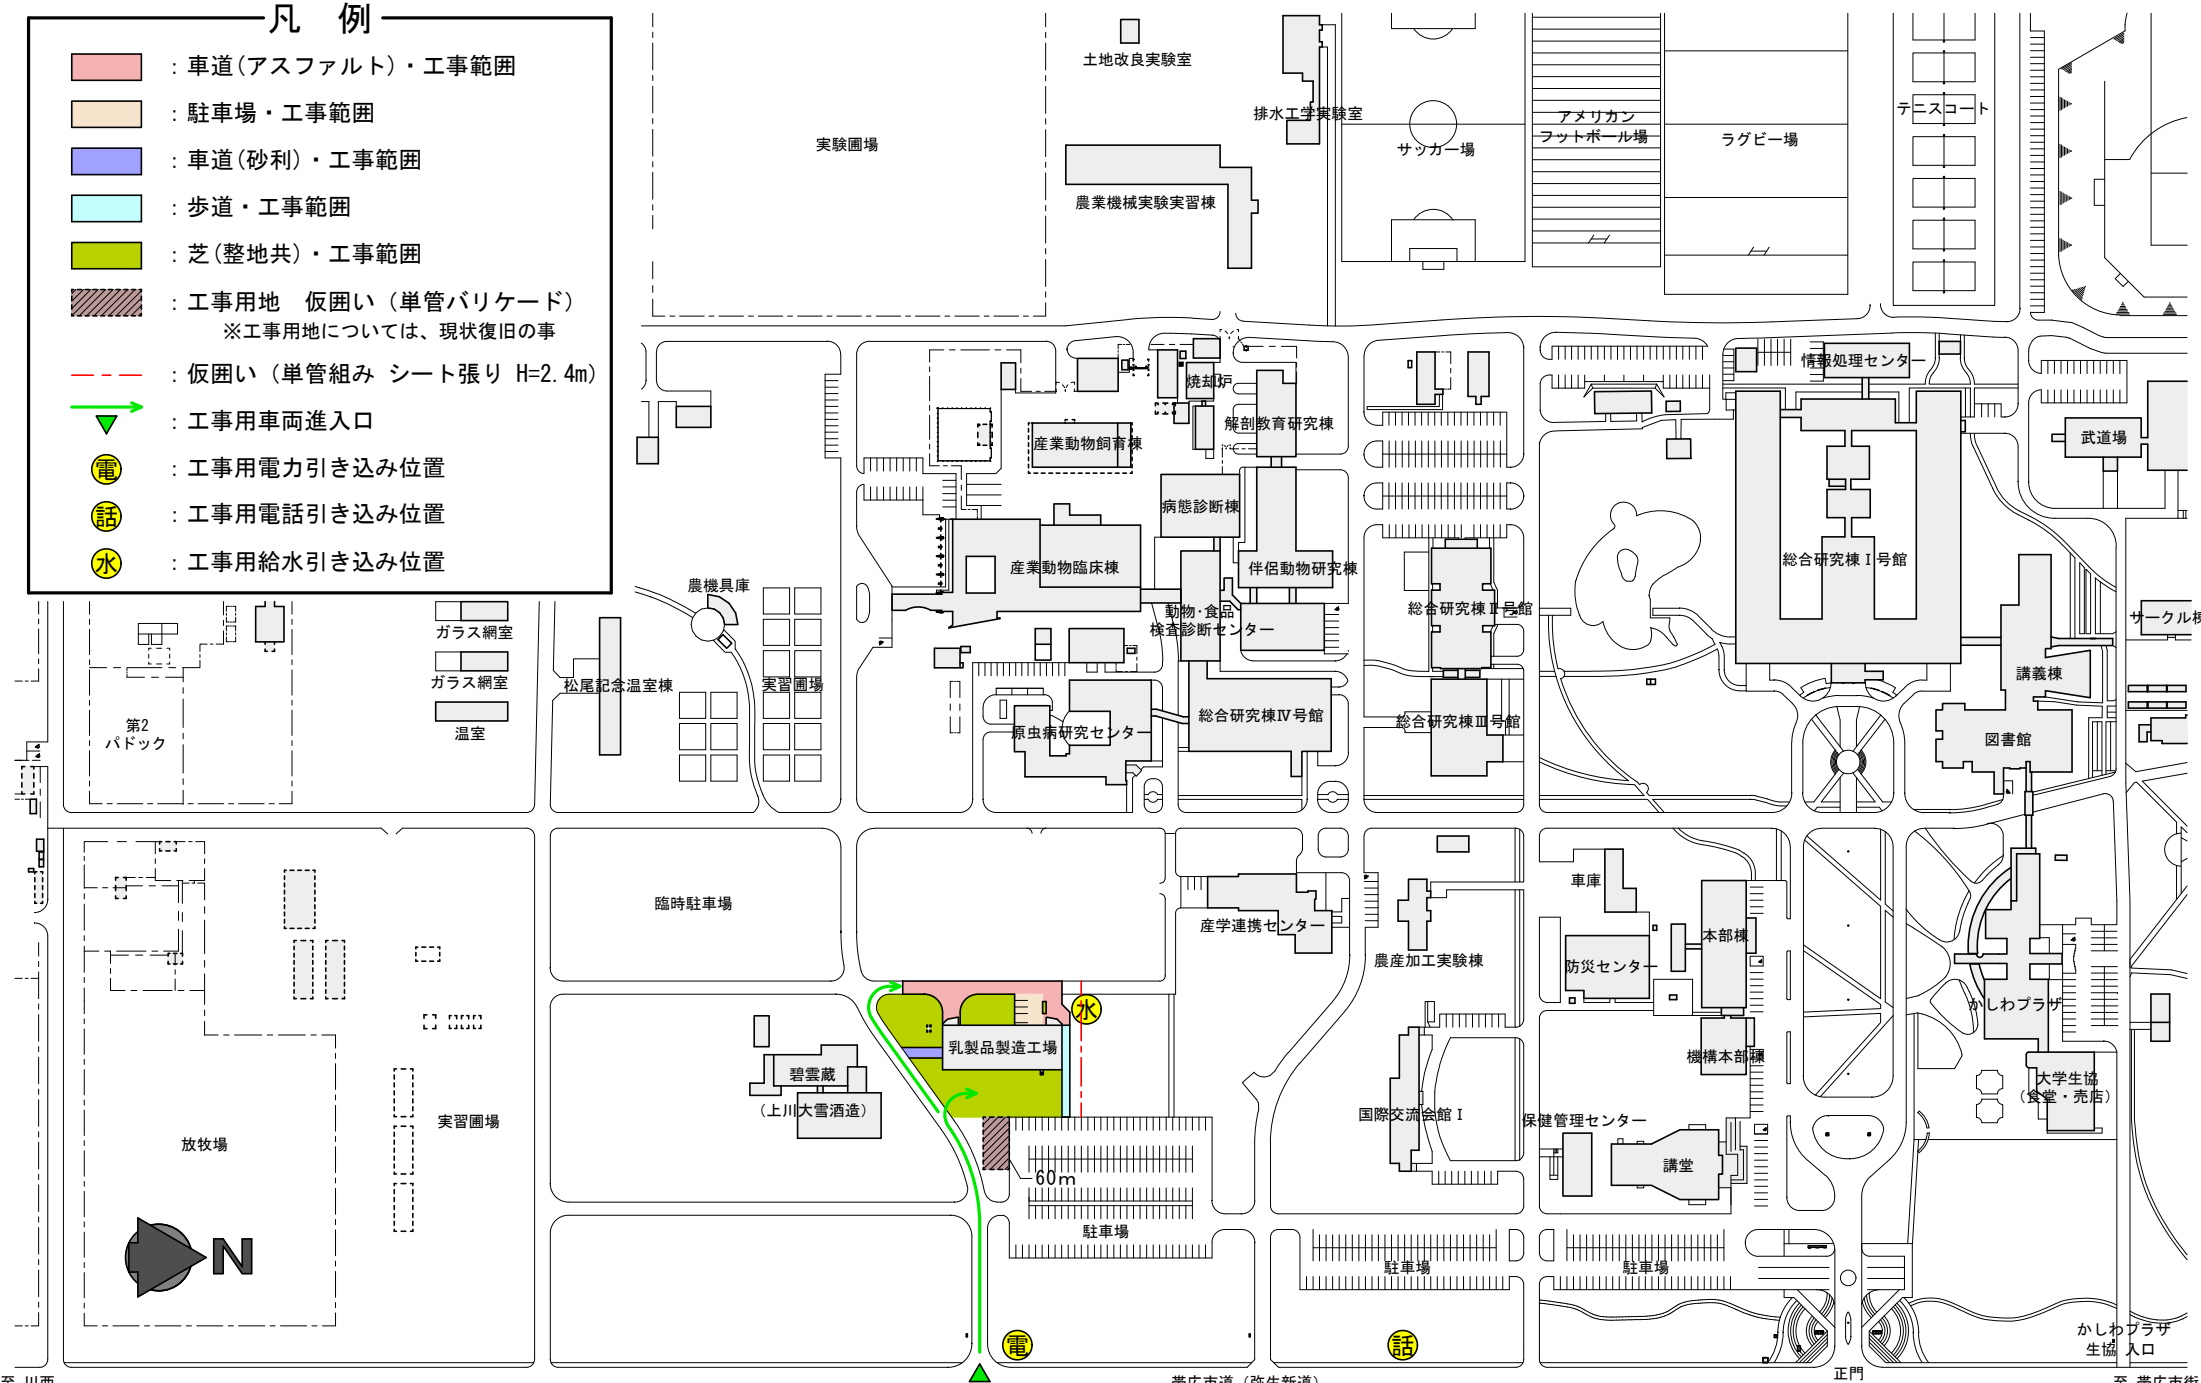 凡 例
：車道(アスファルト)・工事範囲
：駐車場・工事範囲
：車道(砂利)・工事範囲
：歩道・工事範囲
：芝(整地共)・工事範囲
：工事用地 仮囲い（単管バリケード）
※工事用地については、現状復旧の事
：仮囲い（単管組み シート張り H=2.4m）
：工事用車両進入口
電 ：工事用電力引き込み位置
話 ：工事用電話引き込み位置
水 ：工事用給水引き込み位置
土地改良実験室
排水工学実験室
実験圃場
農業機械実験実習棟
サッカー場
アメリカン
フットボール場
ラグビー場
テニスコート
情報処理センター
焼却炉
解剖教育研究棟
産業動物飼育棟
武道場
病態診断棟
産業動物臨床棟
伴侶動物研究棟
総合研究棟Ⅰ号館
農機具庫
動物・食品
検査診断センター
総合研究棟Ⅱ号館
サークル棟
ガラス網室
ガラス網室
温室
松尾記念温室棟
実習圃場
講義棟
第2
パドック
原虫病研究センター
総合研究棟Ⅳ号館
総合研究棟Ⅲ号館
図書館
臨時駐車場
産学連携センター
農産加工実験棟
車庫
防災センター
本部棟
かしわプラザ
水
乳製品製造工場
碧雲蔵
（上川大雪酒造）
機構本部棟
大学生協
（食堂・売店）
実習圃場
放牧場
国際交流会館Ⅰ
保健管理センター
講堂
60m
駐車場
駐車場
駐車場
N
電
話
かしわプラザ
生協 入口
正門
至 川西
帯広市道（弥生新道）
至 帯広市街